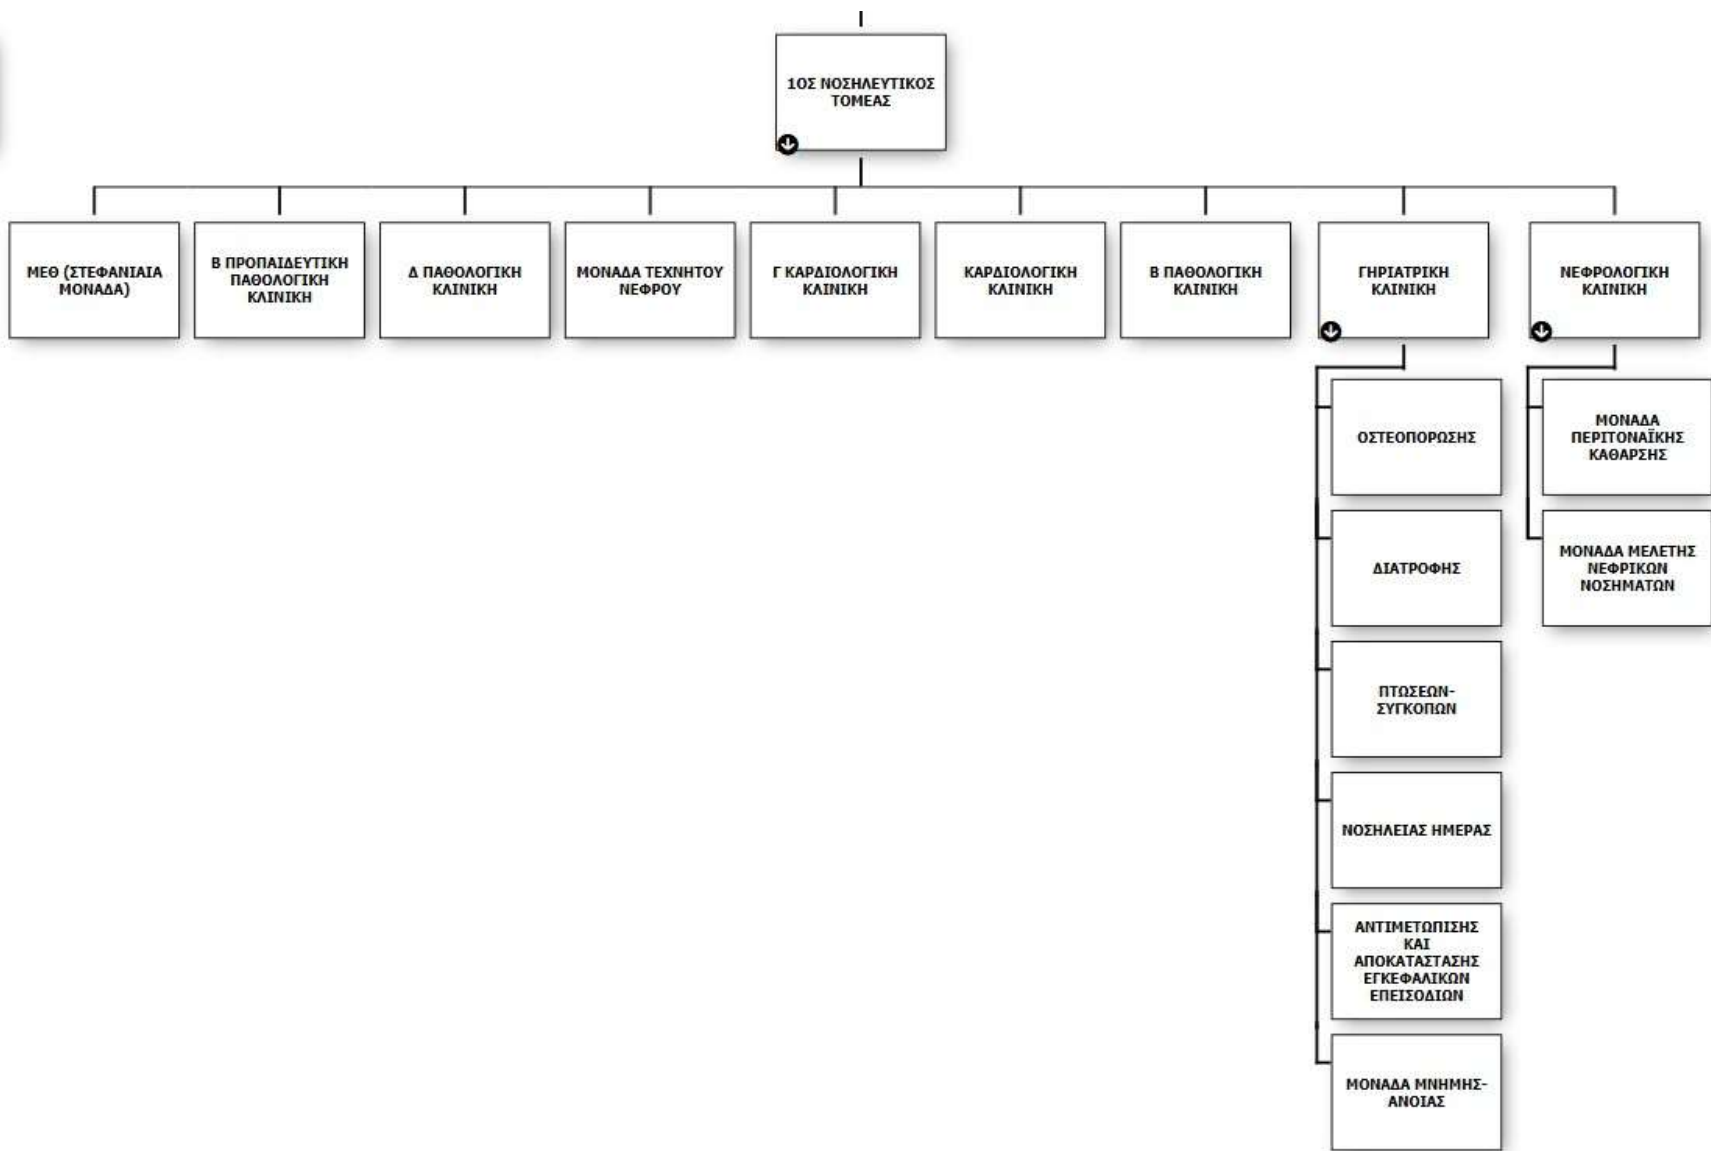 1ΟΣ ΝΟΣΗΛΕΥΤΙΚΟΣ
ΤΟΜΕΑΣ
ΜΕΘ (ΣΤΕΦΑΝΙΑΙΑ
ΜΟΝΑΔΑ)
Β ΠΡΟΠΑΙΔΕΥΤΙΚΗ
ΠΑΘΟΛΟΓΙΚΗ
ΚΛΙΝΙΚΗ
Δ ΠΑΘΟΛΟΓΙΚΗ
ΚΛΙΝΙΚΗ
ΜΟΝΑΔΑ ΤΕΧΝΗΤΟΥ
ΝΕΦΡΟΥ
Γ ΚΑΡΔΙΟΛΟΓΙΚΗ
ΚΛΙΝΙΚΗ
ΚΑΡΔΙΟΛΟΓΙΚΗ
ΚΛΙΝΙΚΗ
Β ΠΑΘΟΛΟΓΙΚΗ
ΚΛΙΝΙΚΗ
ΓΗΡΙΑΤΡΙΚΗ
ΚΛΙΝΙΚΗ
ΝΕΦΡΟΛΟΓΙΚΗ
ΚΛΙΝΙΚΗ
ΟΣΤΕΟΠΟΡΩΣΗΣ
ΔΙΑΤΡΟΦΗΣ
ΠΤΩΣΕΩΝ-
ΣΥΓΚΟΠΩΝ
ΝΟΣΗΛΕΙΑΣ ΗΜΕΡΑΣ
ΑΝΤΙΜΕΤΩΠΙΣΗΣ
ΚΑΙ
ΑΠΟΚΑΤΑΣΤΑΣΗΣ
ΕΓΚΕΦΑΛΙΚΩΝ
ΕΠΕΙΣΟΔΙΩΝ
ΜΟΝΑΔΑ ΜΝΗΜΗΣ-
ΑΝΟΙΑΣ
ΜΟΝΑΔΑ
ΠΕΡΙΤΟΝΑΪΚΗΣ
ΚΑΘΑΡΣΗΣ
ΜΟΝΑΔΑ ΜΕΛΕΤΗΣ
ΝΕΦΡΙΚΩΝ
ΝΟΣΗΜΑΤΩΝ